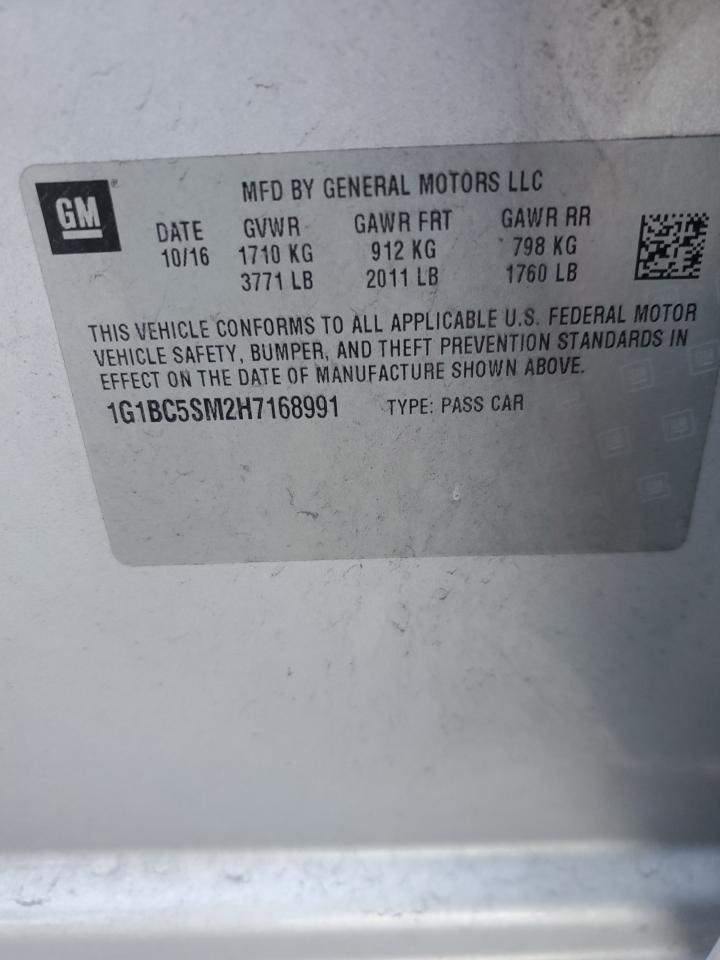 GM
MFD BY GENERAL MOTORS LLC
DATE GVWR GAWR FRT GAWR RR
10/16 1710 KG 912 KG 798 KG
3771 LB 2011 LB 1760 LB
THIS VEHICLE CONFORMS TO ALL APPLICABLE U.S. FEDERAL MOTOR
VEHICLE SAFETY, BUMPER, AND THEFT PREVENTION STANDARDS IN
EFFECT ON THE DATE OF MANUFACTURE SHOWN ABOVE.
1G1BC5SM2H7168991 TYPE: PASS CAR